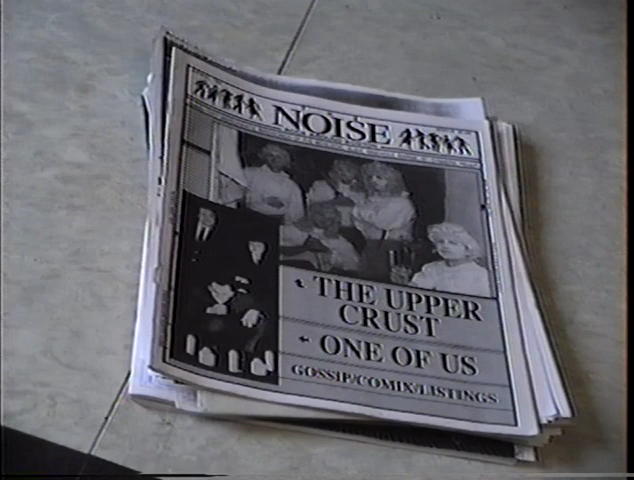 NOISE
THE UPPER
CRUST
ONE OF US
GOSSIP/COMIX/LISTINGS